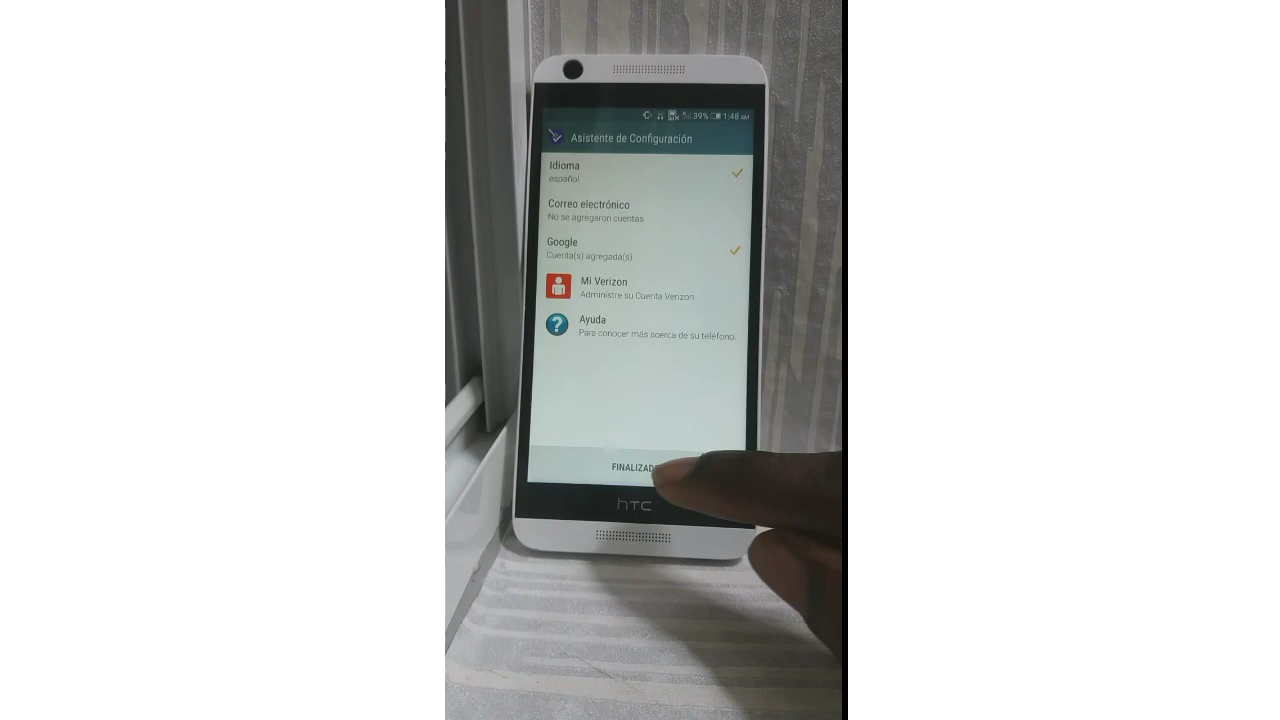 39% 1:48 AM
Asistente de Configuración
Idioma
español
Correo electrónico
No se agregaron cuentas
Google
Cuenta(s) agregada(s)
Mi Verizon
Administre su Cuenta Verizon
?
Ayuda
Para conocer más acerca de su teléfono.
FINALIZADO
hTC